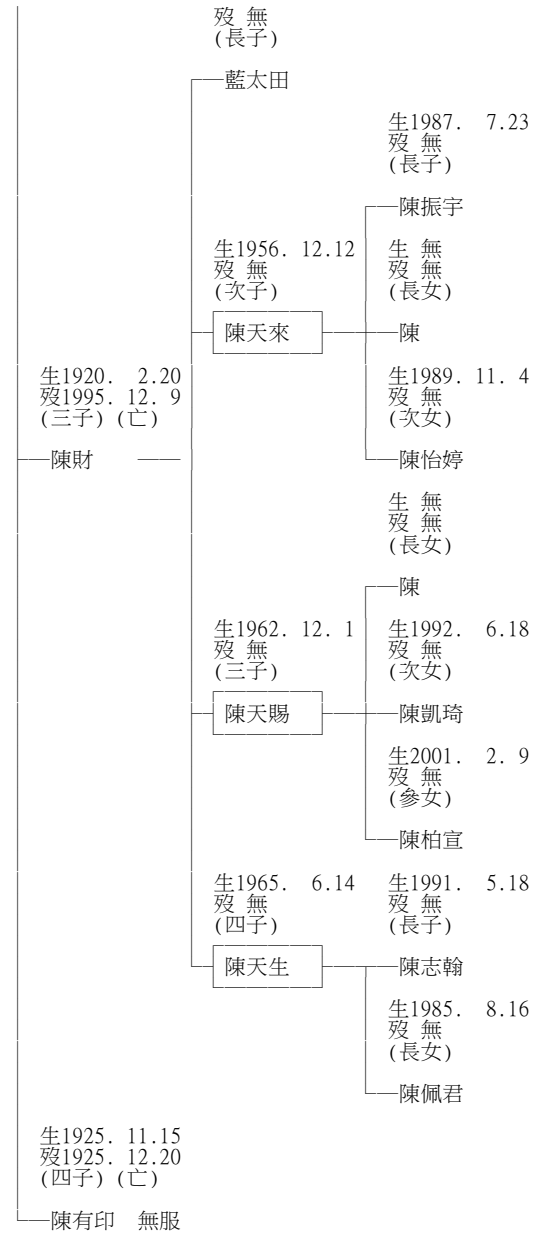 歿 無
(長子)
藍太田
生1987. 7.23
歿 無
(長子)
陳振宇
生1956. 12.12
歿 無
(次子)
陳天來
生 無
歿 無
(長女)
陳
生1920. 2.20
歿1995. 12. 9
(三子) (亡)
陳財
生1989. 11. 4
歿 無
(次女)
陳怡婷
生 無
歿 無
(長女)
陳
生1962. 12. 1
歿 無
(三子)
陳天賜
生1992. 6.18
歿 無
(次女)
陳凱琦
生2001. 2. 9
歿 無
(參女)
陳柏宣
生1965. 6.14
歿 無
(四子)
陳天生
生1991. 5.18
歿 無
(長子)
陳志翰
生1985. 8.16
歿 無
(長女)
陳佩君
生1925. 11.15
歿1925. 12.20
(四子) (亡)
陳有印 無服